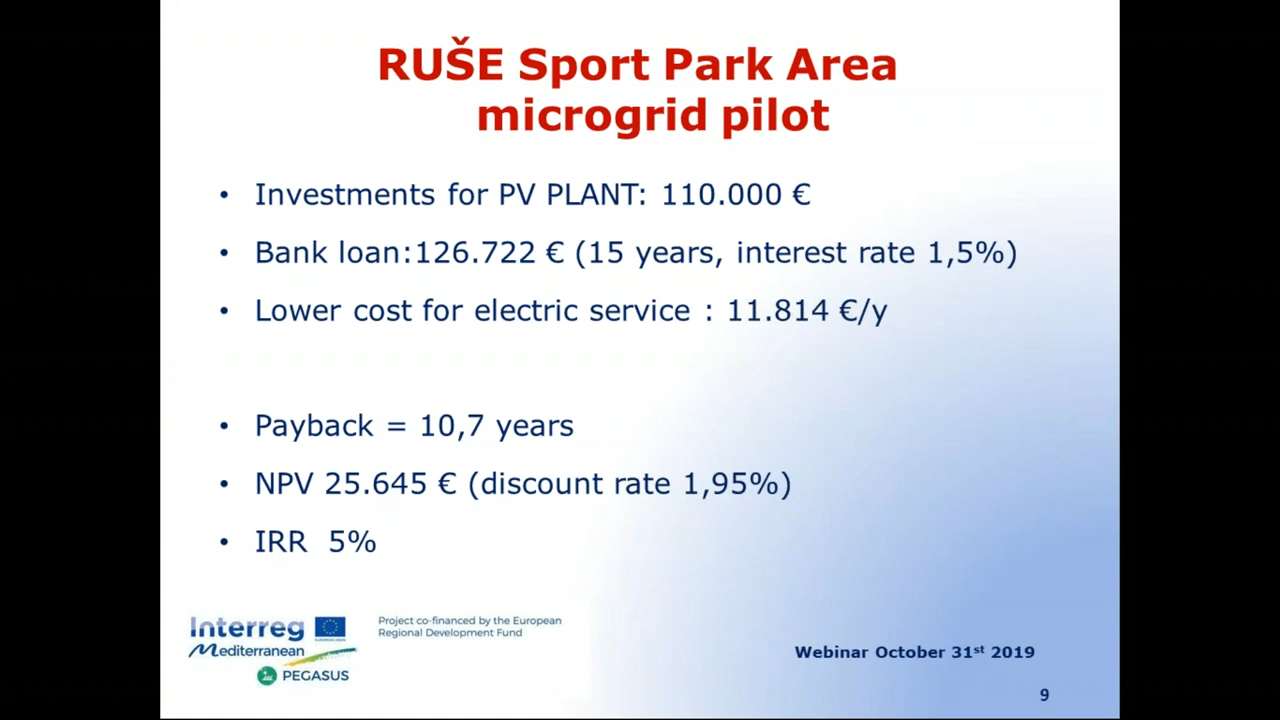 RUŠE Sport Park Area
microgrid pilot
• Investments for PV PLANT: 110.000 €
• Bank loan:126.722 € (15 years, interest rate 1,5%)
• Lower cost for electric service : 11.814 €/y
• Payback = 10,7 years
• NPV 25.645 € (discount rate 1,95%)
• IRR 5%
Interreg
Mediterranean
PEGASUS
Project co-financed by the European
Regional Development Fund
Webinar October 31st 2019
9